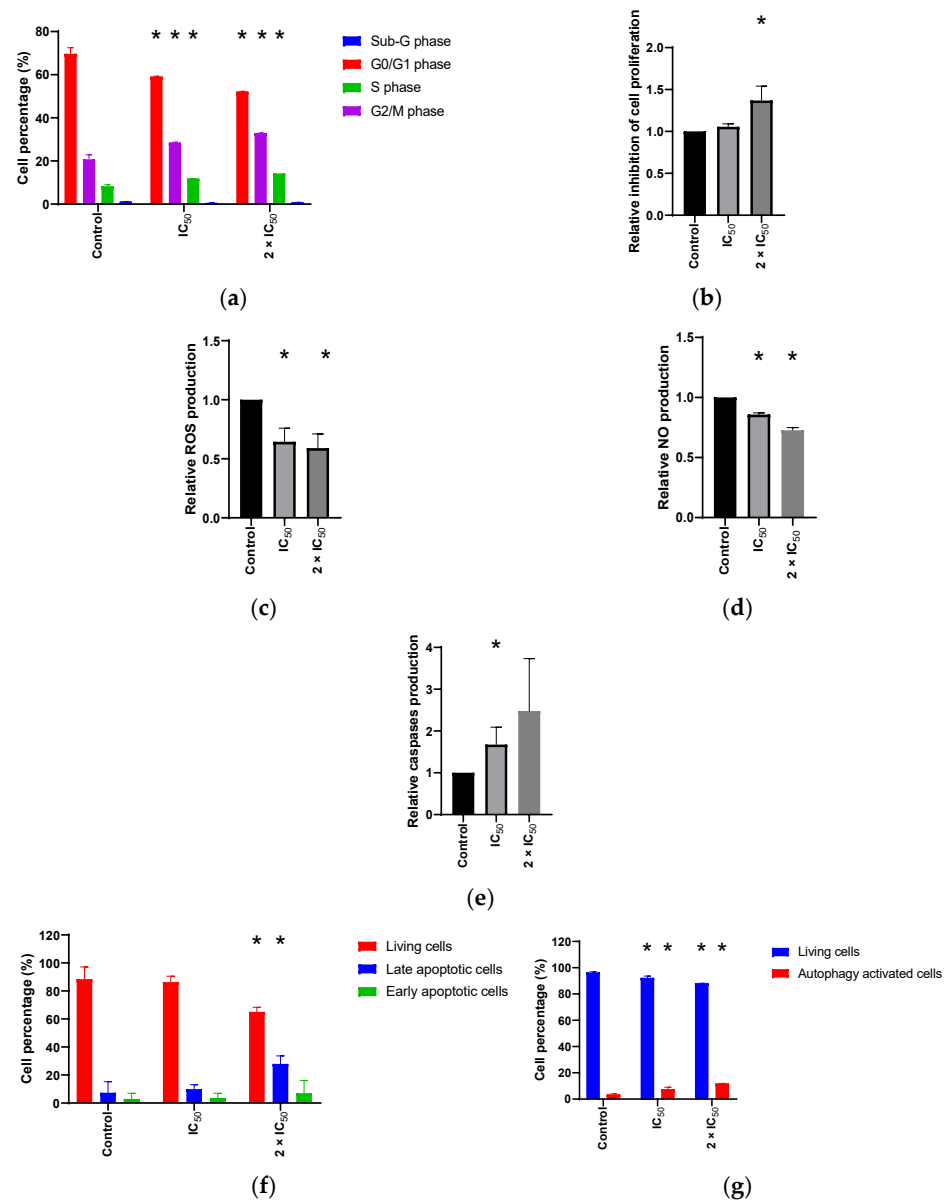 Cell percentage (%)
80
60
40
20
0
* * *
* * *
Control
IC₅₀
2 × IC₅₀
Sub-G phase
G0/G1 phase
S phase
G2/M phase
(a)
Relative inhibition of cell proliferation
2.0
1.5
1.0
0.5
0.0
*
Control
IC₅₀
2 × IC₅₀
(b)
Relative ROS production
1.5
1.0
0.5
0.0
* *
Control
IC₅₀
2 × IC₅₀
(c)
Relative NO production
1.5
1.0
0.5
0.0
* *
Control
IC₅₀
2 × IC₅₀
(d)
Relative caspases production
4
3
2
1
0
*
Control
IC₅₀
2 × IC₅₀
(e)
Cell percentage (%)
120
100
80
60
40
20
0
* *
Control
IC₅₀
2 × IC₅₀
Living cells
Late apoptotic cells
Early apoptotic cells
(f)
Cell percentage (%)
120
100
80
60
40
20
0
* *
* *
Control
IC₅₀
2 × IC₅₀
Living cells
Autophagy activated cells
(g)